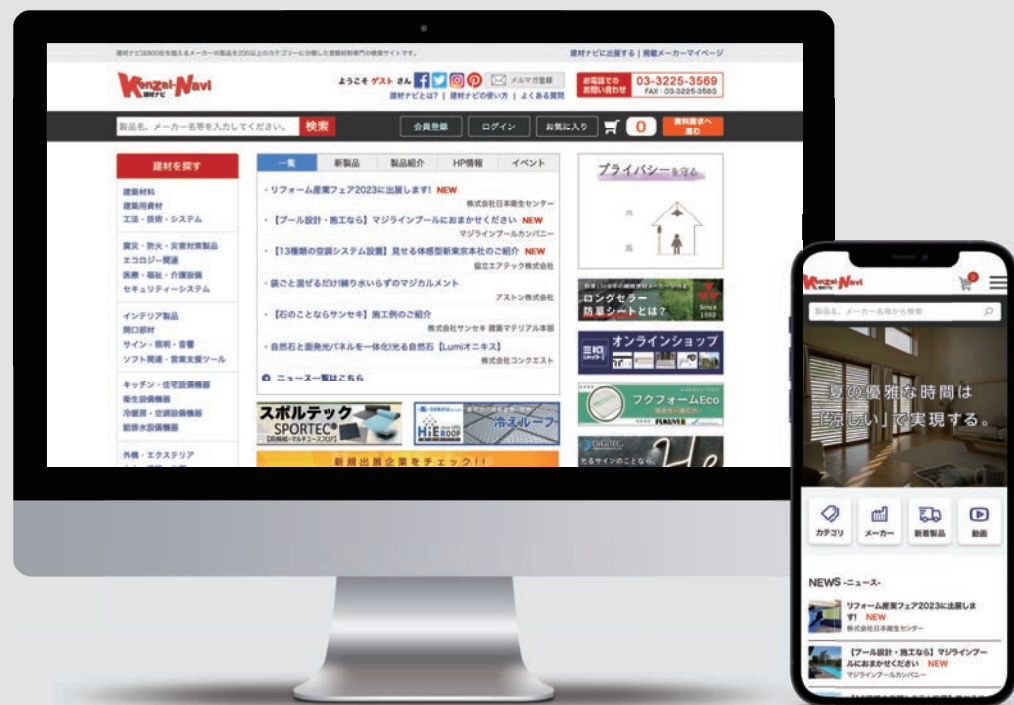 建材ナビは800社を超えるメーカーの製品を200以上のカテゴリーに分類した建築材料専門の検索サイトです。
建材ナビに出展する | 掲載メーカーマイページ
Kenzai-Navi
建材ナビ
ようこそ ゲスト さん
メルマガ登録
建材ナビとは? | 建材ナビの使い方 | よくある質問
お電話での
お問い合わせ
03-3225-3569
FAX：03-3225-3563
製品名、メーカー名等を入力してください。
検索
会員登録
ログイン
お気に入り
0
資料請求へ
進む
建材を探す
建築材料
建築用資材
工法・技術・システム
震災・防火・災害対策製品
エコロジー関連
医療・福祉・介護設備
セキュリティーシステム
インテリア製品
開口部材
サイン・照明・音響
ソフト関連・営業支援ツール
キッチン・住宅設備機器
衛生設備機器
冷暖房・空調設備機器
給排水設備機器
外構・エクステリア
一覧
新製品
製品紹介
HP情報
イベント
・リフォーム産業フェア2023に出展します! NEW
株式会社日本衛生センター
・【プール設計・施工なら】マジラインプールにおまかせください NEW
マジラインプールカンパニー
・【13種類の空調システム設置】見せる体感型新東京本社のご紹介 NEW
協立エアテック株式会社
・袋ごと混ぜるだけ!練り水いらずのマジカルメント
アストン株式会社
・【石のことならサンセキ】施工例のご紹介
株式会社サンセキ 建築マテリアル本部
・自然石と面発光パネルを一体化!光る自然石【Lumiオニキス】
株式会社コンクエスト
ニュース一覧はこちら
スポルテック
SPORTEC®
HiE ROOF
冷えルーフ
新規出展企業をチェック!!
プライバシーを守る
ロングセラー
防草シートとは?
Since
オンラインショップ
フクフォームEco
FUKUVI
DIGITEC
光るサインのことなら、
He
Kenzai-Navi
建材ナビ
0
製品名、メーカー名等から検索
夏の優雅な時間は
「涼しい」で実現する。
カテゴリ
メーカー
新着製品
動画
NEWS -ニュース-
リフォーム産業フェア2023に出展しま
す! NEW
株式会社日本衛生センター
【プール設計・施工なら】マジラインプー
ルにおまかせください NEW
マジラインプールカンパニー